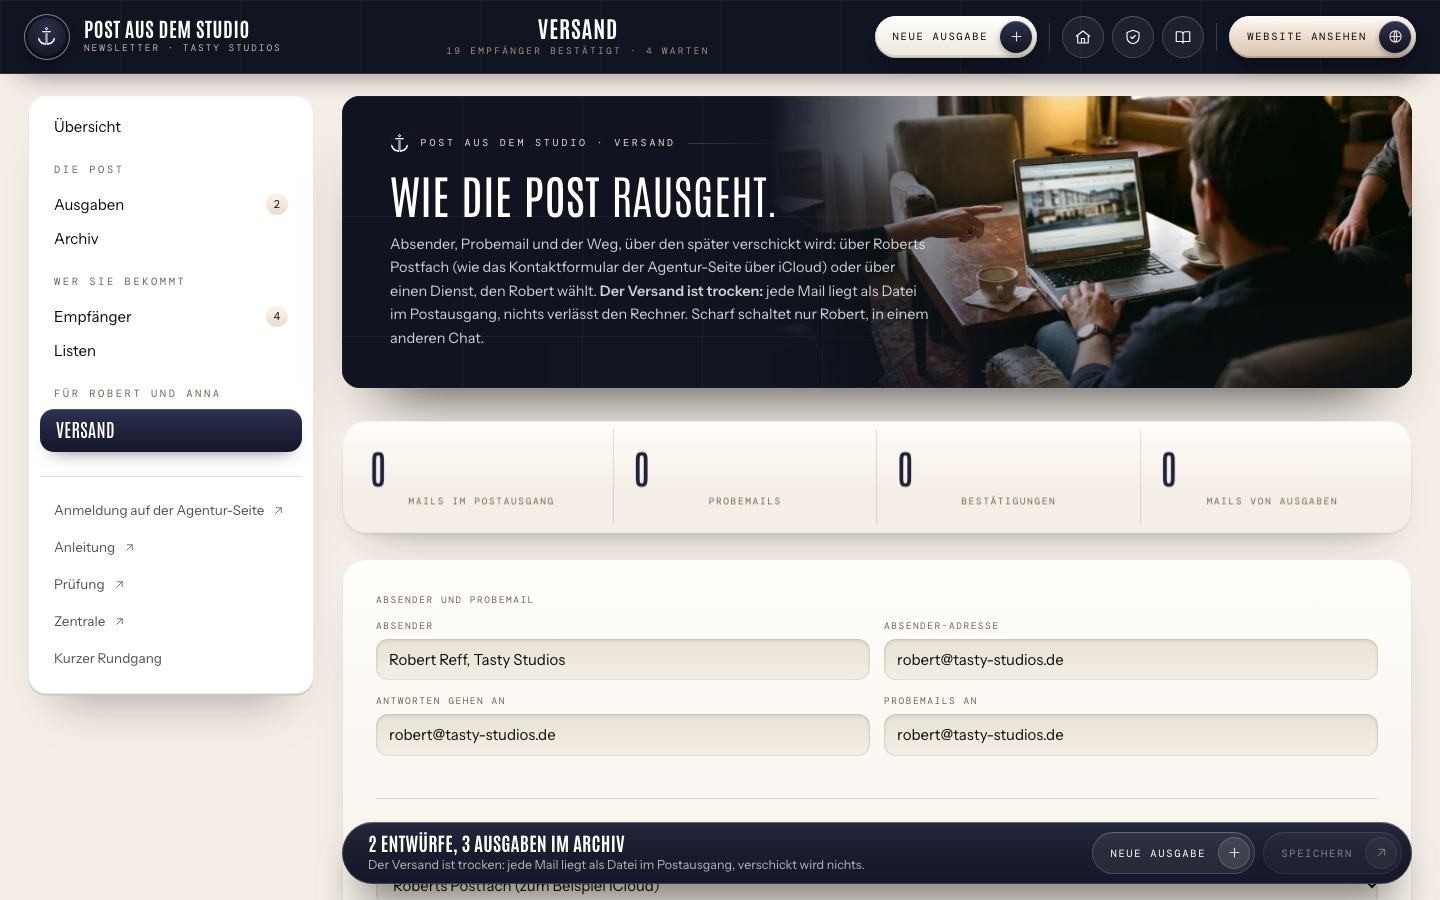 POST AUS DEM STUDIO
NEWSLETTER · TASTY STUDIOS
VERSAND
19 EMPFÄNGER BESTÄTIGT · 4 WARTEN
NEUE AUSGABE
WEBSITE ANSEHEN
Übersicht
DIE POST
Ausgaben 2
Archiv
WER SIE BEKOMMT
Empfänger 4
Listen
FÜR ROBERT UND ANNA
VERSAND
Anmeldung auf der Agentur-Seite
Anleitung
Prüfung
Zentrale
Kurzer Rundgang
POST AUS DEM STUDIO · VERSAND
WIE DIE POST RAUSGEHT.
Absender, Probemail und der Weg, über den später verschickt wird: über Roberts
Postfach (wie das Kontaktformular der Agentur-Seite über iCloud) oder über
einen Dienst, den Robert wählt. Der Versand ist trocken: jede Mail liegt als Datei
im Postausgang, nichts verlässt den Rechner. Scharf schaltet nur Robert, in einem
anderen Chat.
0
MAILS IM POSTAUSGANG
0
PROBEMAILS
0
BESTÄTIGUNGEN
0
MAILS VON AUSGABEN
ABSENDER UND PROBEMAIL
ABSENDER
Robert Reff, Tasty Studios
ABSENDER-ADRESSE
robert@tasty-studios.de
ANTWORTEN GEHEN AN
robert@tasty-studios.de
PROBEMAILS AN
robert@tasty-studios.de
2 ENTWÜRFE, 3 AUSGABEN IM ARCHIV
Der Versand ist trocken: jede Mail liegt als Datei im Postausgang, verschickt wird nichts.
NEUE AUSGABE
SPEICHERN
Roberts Postfach (zum Beispiel iCloud)